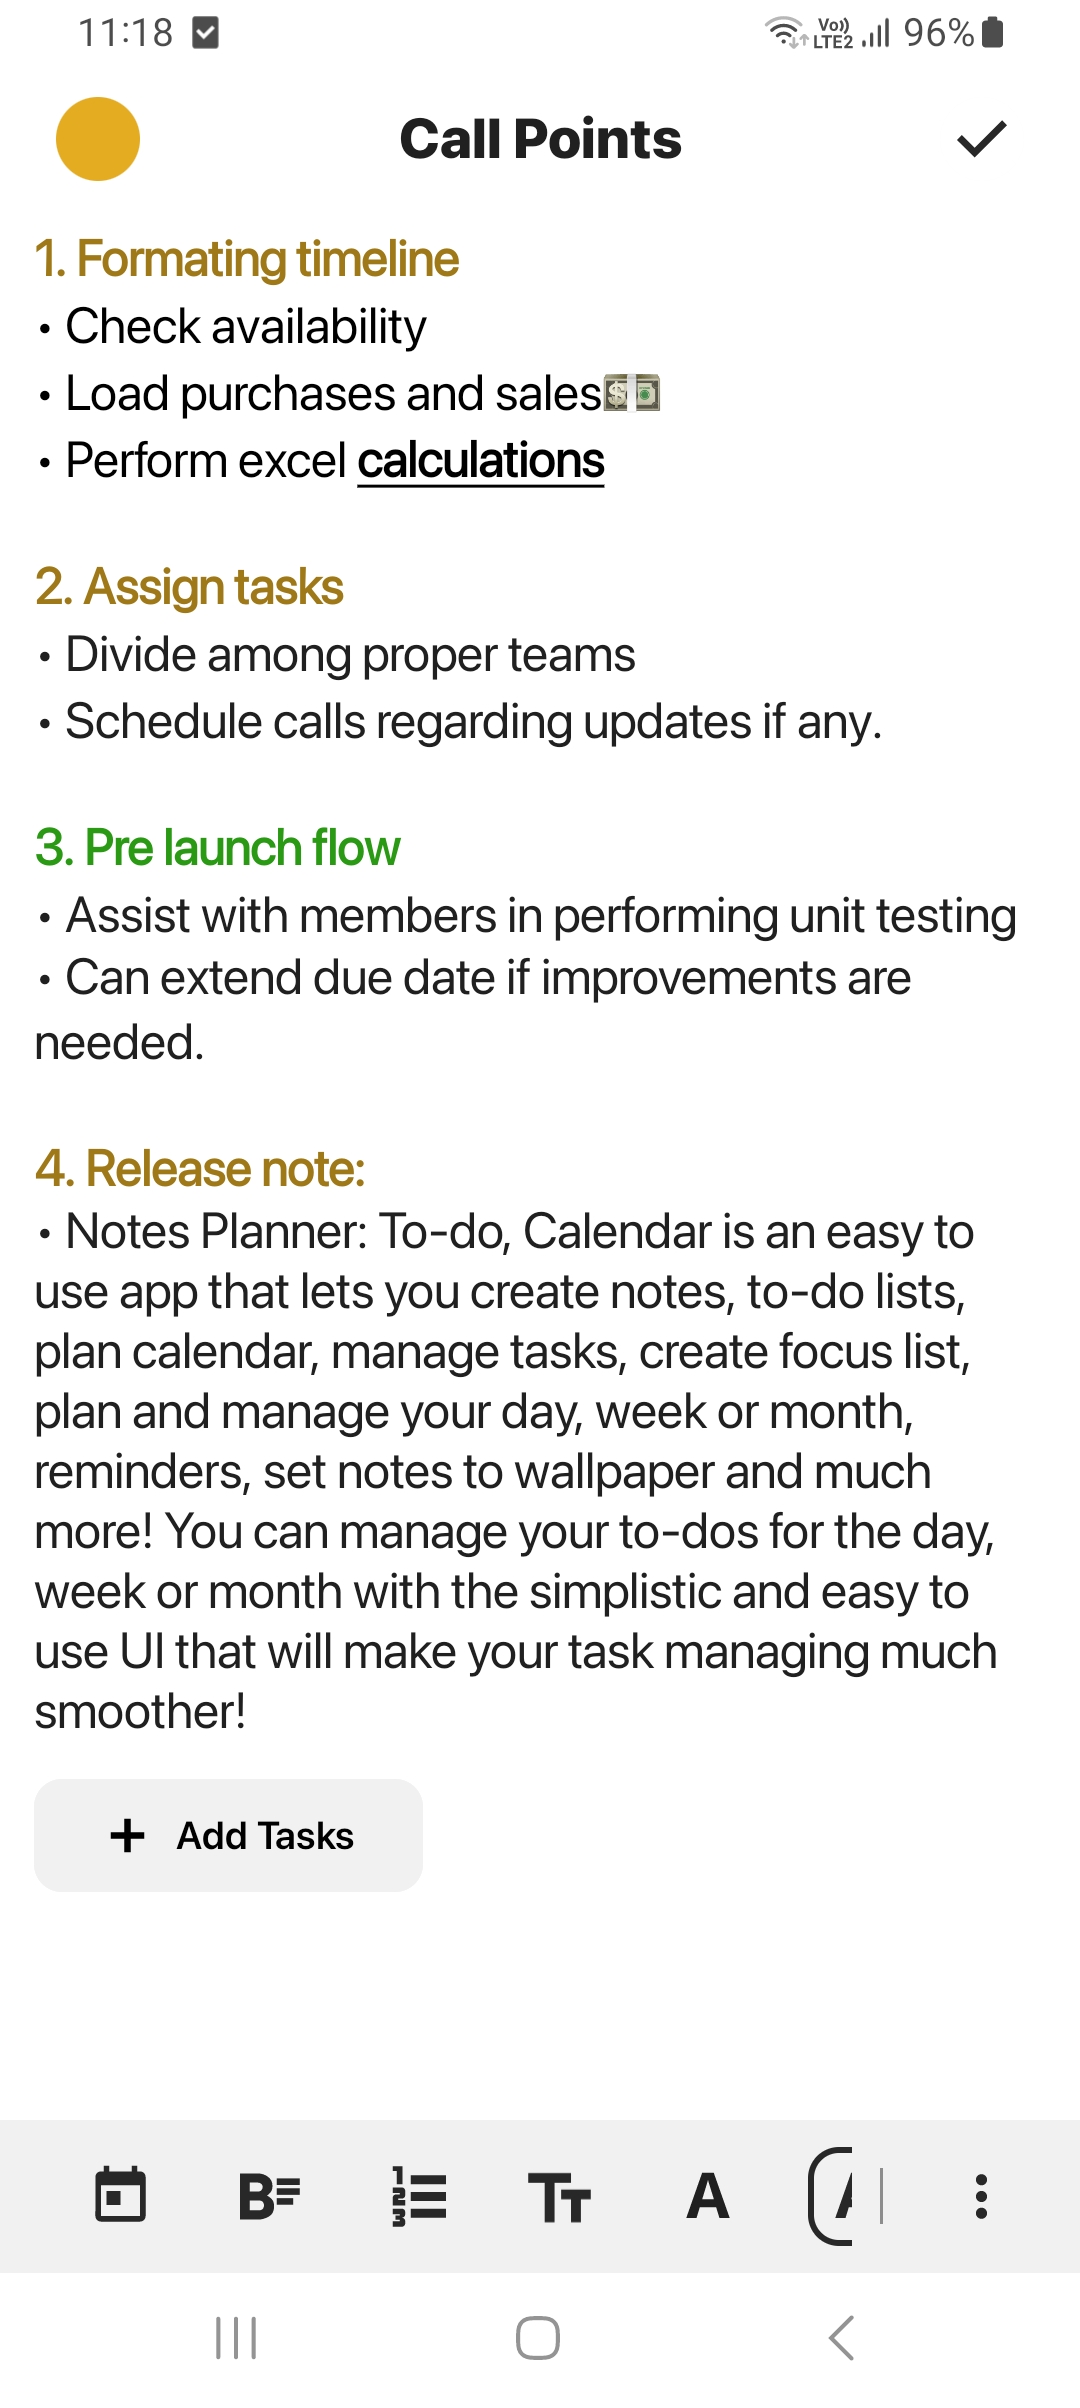 11:18
Vo)) LTE2 96%
Call Points
1. Formating timeline
• Check availability
• Load purchases and sales💵
• Perform excel calculations
2. Assign tasks
• Divide among proper teams
• Schedule calls regarding updates if any.
3. Pre launch flow
• Assist with members in performing unit testing
• Can extend due date if improvements are
needed.
4. Release note:
• Notes Planner: To-do, Calendar is an easy to
use app that lets you create notes, to-do lists,
plan calendar, manage tasks, create focus list,
plan and manage your day, week or month,
reminders, set notes to wallpaper and much
more! You can manage your to-dos for the day,
week or month with the simplistic and easy to
use UI that will make your task managing much
smoother!
+ Add Tasks
B 123 TT A A